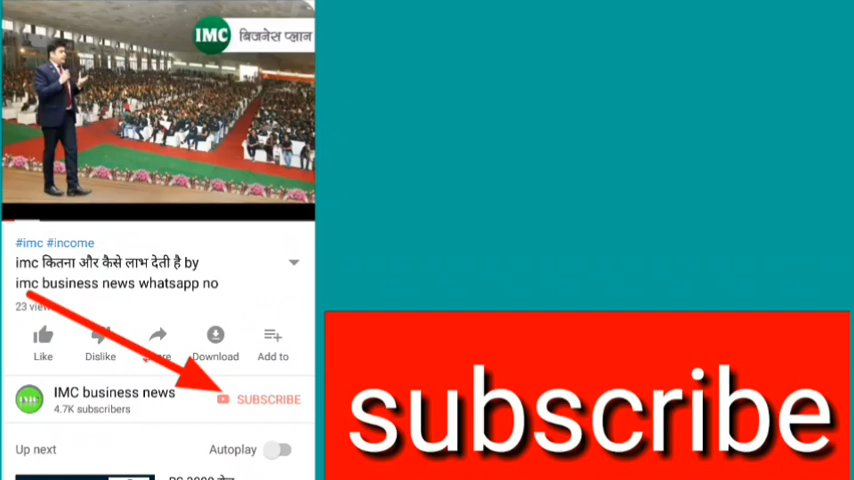 IMC बिजनेस प्लान
#imc #income
imc कितना और कैसे लाभ देती है by
imc business news whatsapp no
23
Like Dislike Download Add to
IMC business news
4.7K subscribers
SUBSCRIBE
Up next Autoplay
subscribe